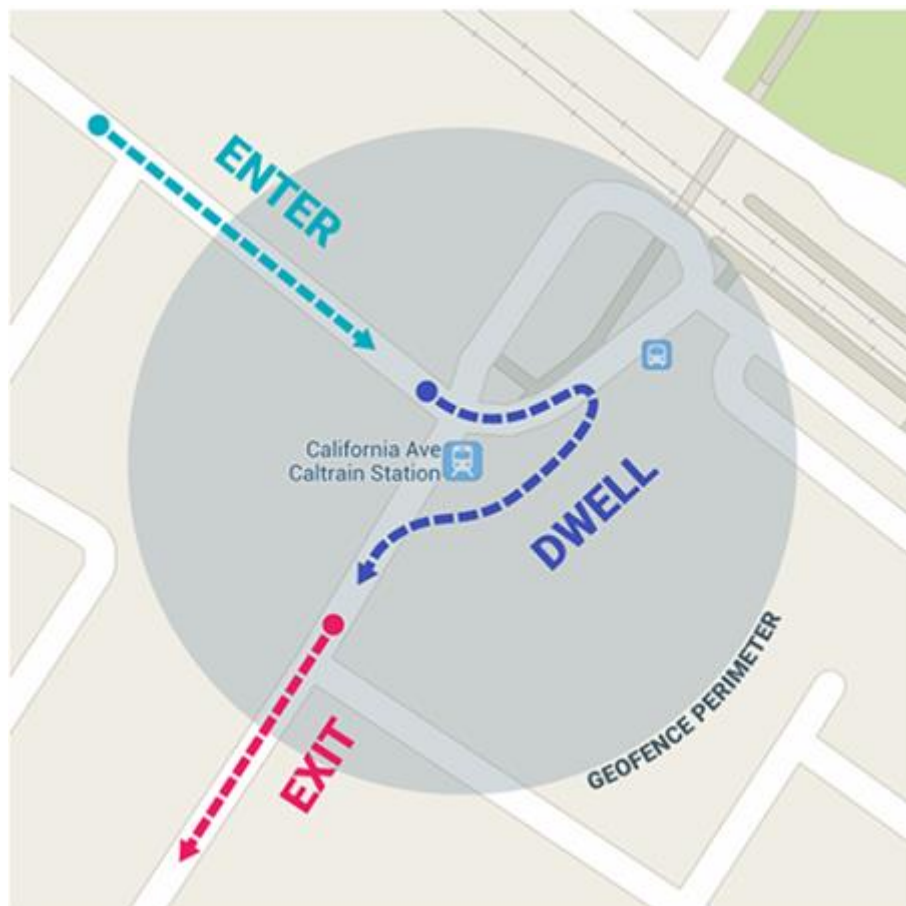 ENTER
California Ave
Caltrain Station
DWELL
GEOFENCE PERIMETER
EXIT